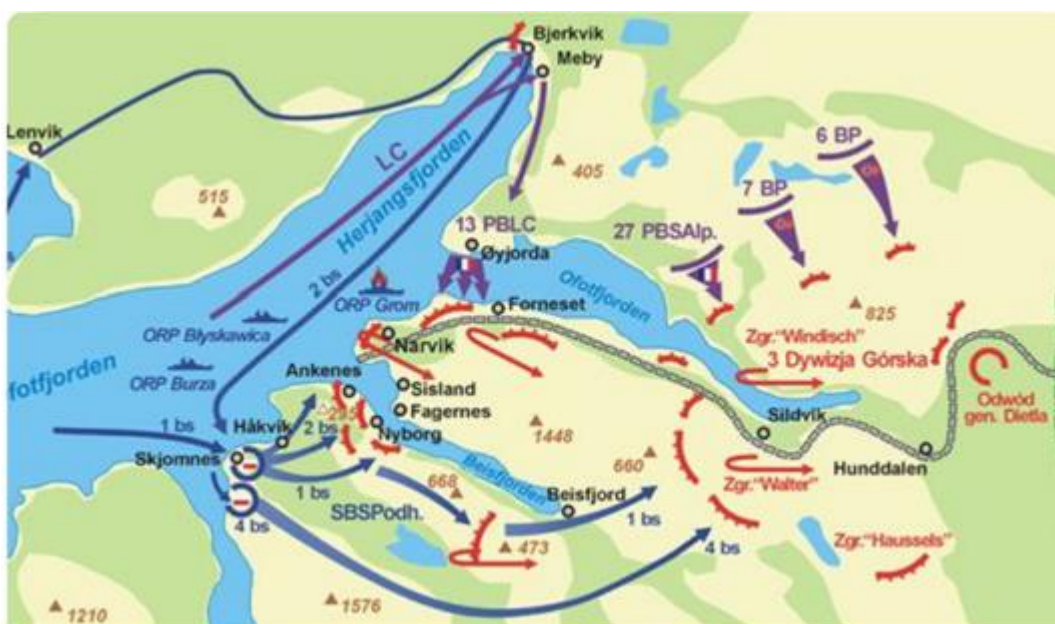 Bjerkvik
Meby
6 BP
Lenvik
LC
405
7 BP
515
Herjangsfjorden
13 PBLC
27 PBSAlp.
Øyjorda
2 bs
ORP Grom
Ofotfjorden
Forneset
825
ORP Błyskawica
Narvik
Zgr."Windisch"
3 Dywizja Górska
ofotfjorden
ORP Burza
Ankenes
Sisland
Odwód
gen. Dietla
295
Fagernes
Sildvik
1 bs
Håkvik
2 bs
Nyborg
1448
Skjomnes
Beisfjorden
660
Hunddalen
1 bs
668
Zgr."Walter"
SBSPodh.
Beisfjord
1 bs
4 bs
4 bs
473
Zgr."Haussels"
1210
1576